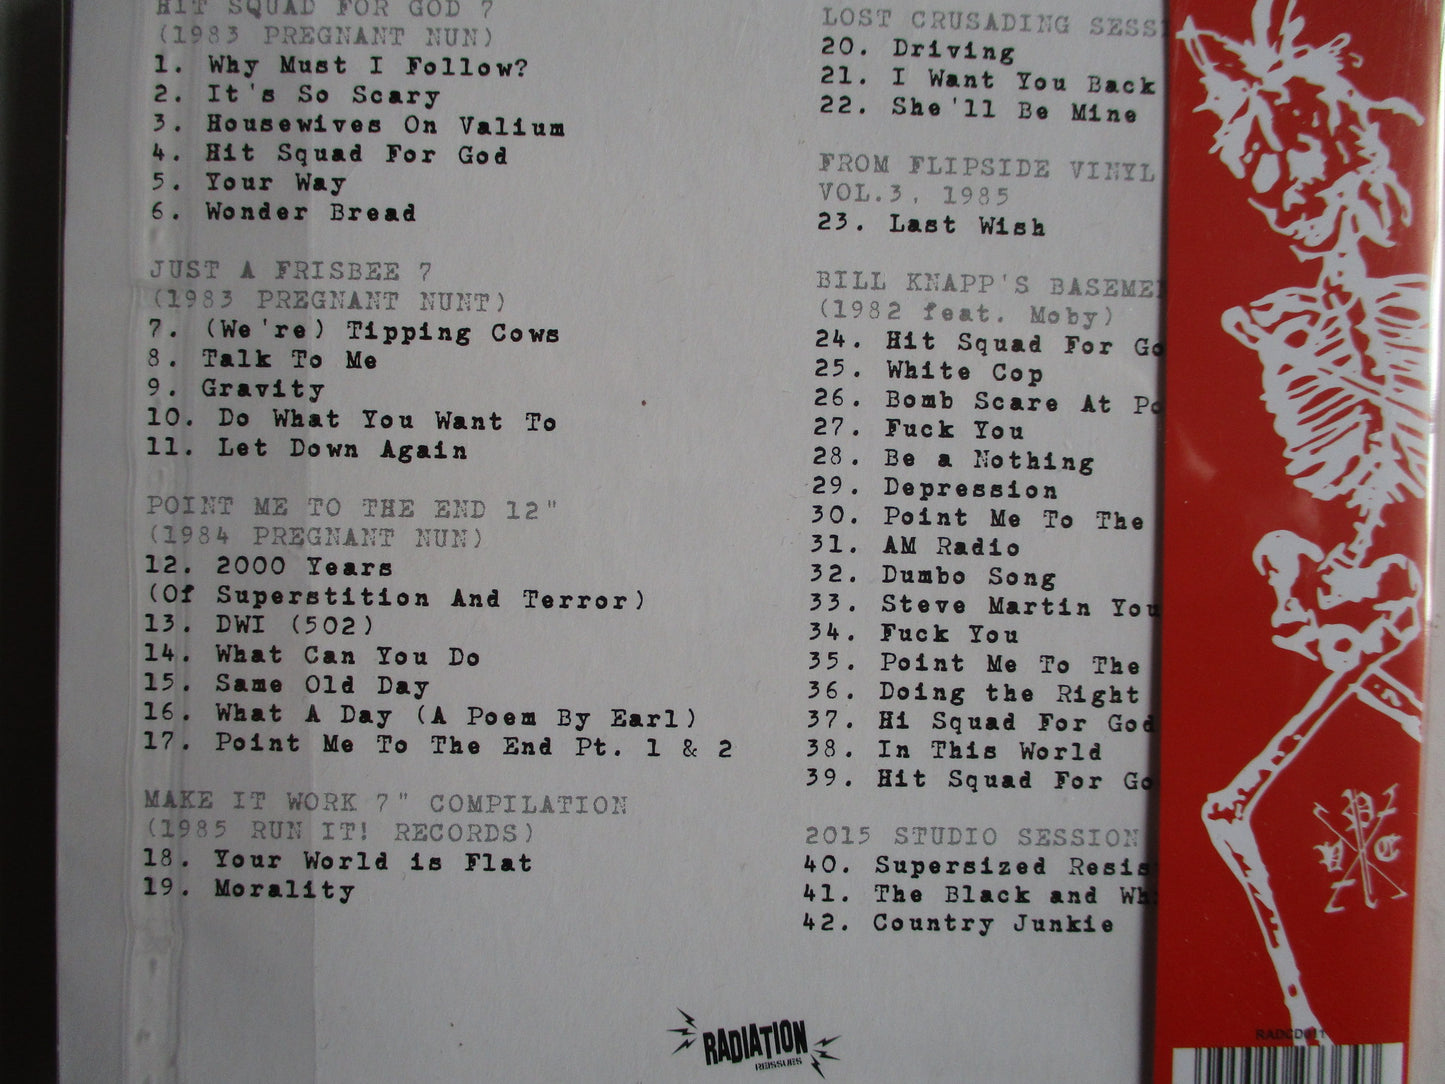 HIT SQUAD FOR GOD 7
(1983 PREGNANT NUN)
1. Why Must I Follow?
2. It's So Scary
3. Housewives On Valium
4. Hit Squad For God
5. Your Way
6. Wonder Bread
JUST A FRISBEE 7
(1983 PREGNANT NUNT)
7. (We're) Tipping Cows
8. Talk To Me
9. Gravity
10. Do What You Want To
11. Let Down Again
POINT ME TO THE END 12"
(1984 PREGNANT NUN)
12. 2000 Years
(Of Superstition And Terror)
13. DWI (502)
14. What Can You Do
15. Same Old Day
16. What A Day (A Poem By Earl)
17. Point Me To The End Pt. 1 & 2
MAKE IT WORK 7" COMPILATION
(1985 RUN IT! RECORDS)
18. Your World is Flat
19. Morality
LOST CRUSADING SESS
20. Driving
21. I Want You Back
22. She'll Be Mine
FROM FLIPSIDE VINYL
VOL.3, 1985
23. Last Wish
BILL KNAPP'S BASEME
(1982 feat. Moby)
24. Hit Squad For Go
25. White Cop
26. Bomb Scare At Po
27. Fuck You
28. Be a Nothing
29. Depression
30. Point Me To The
31. AM Radio
32. Dumbo Song
33. Steve Martin You
34. Fuck You
35. Point Me To The
36. Doing the Right
37. Hi Squad For God
38. In This World
39. Hit Squad For Go
2015 STUDIO SESSION
40. Supersized Resis
41. The Black and Wh
42. Country Junkie
RADIATION
REISSUES
V P C